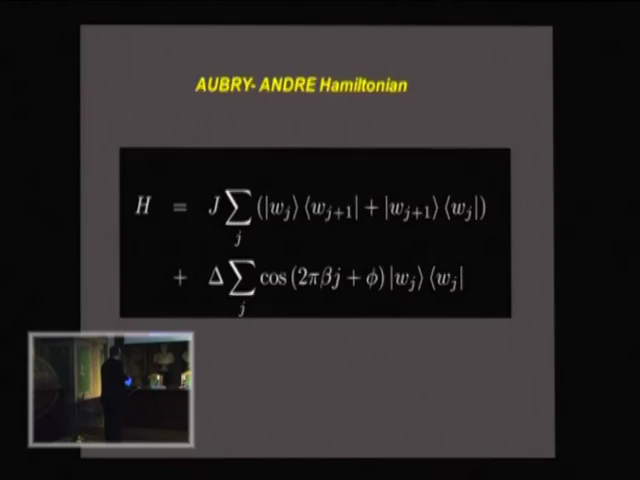 AUBRY- ANDRE Hamiltonian
H = J ∑_j (|w_j⟩ ⟨w_{j+1}| + |w_{j+1}⟩ ⟨w_j|)
+ Δ ∑_j cos (2πβj + ϕ) |w_j⟩ ⟨w_j|